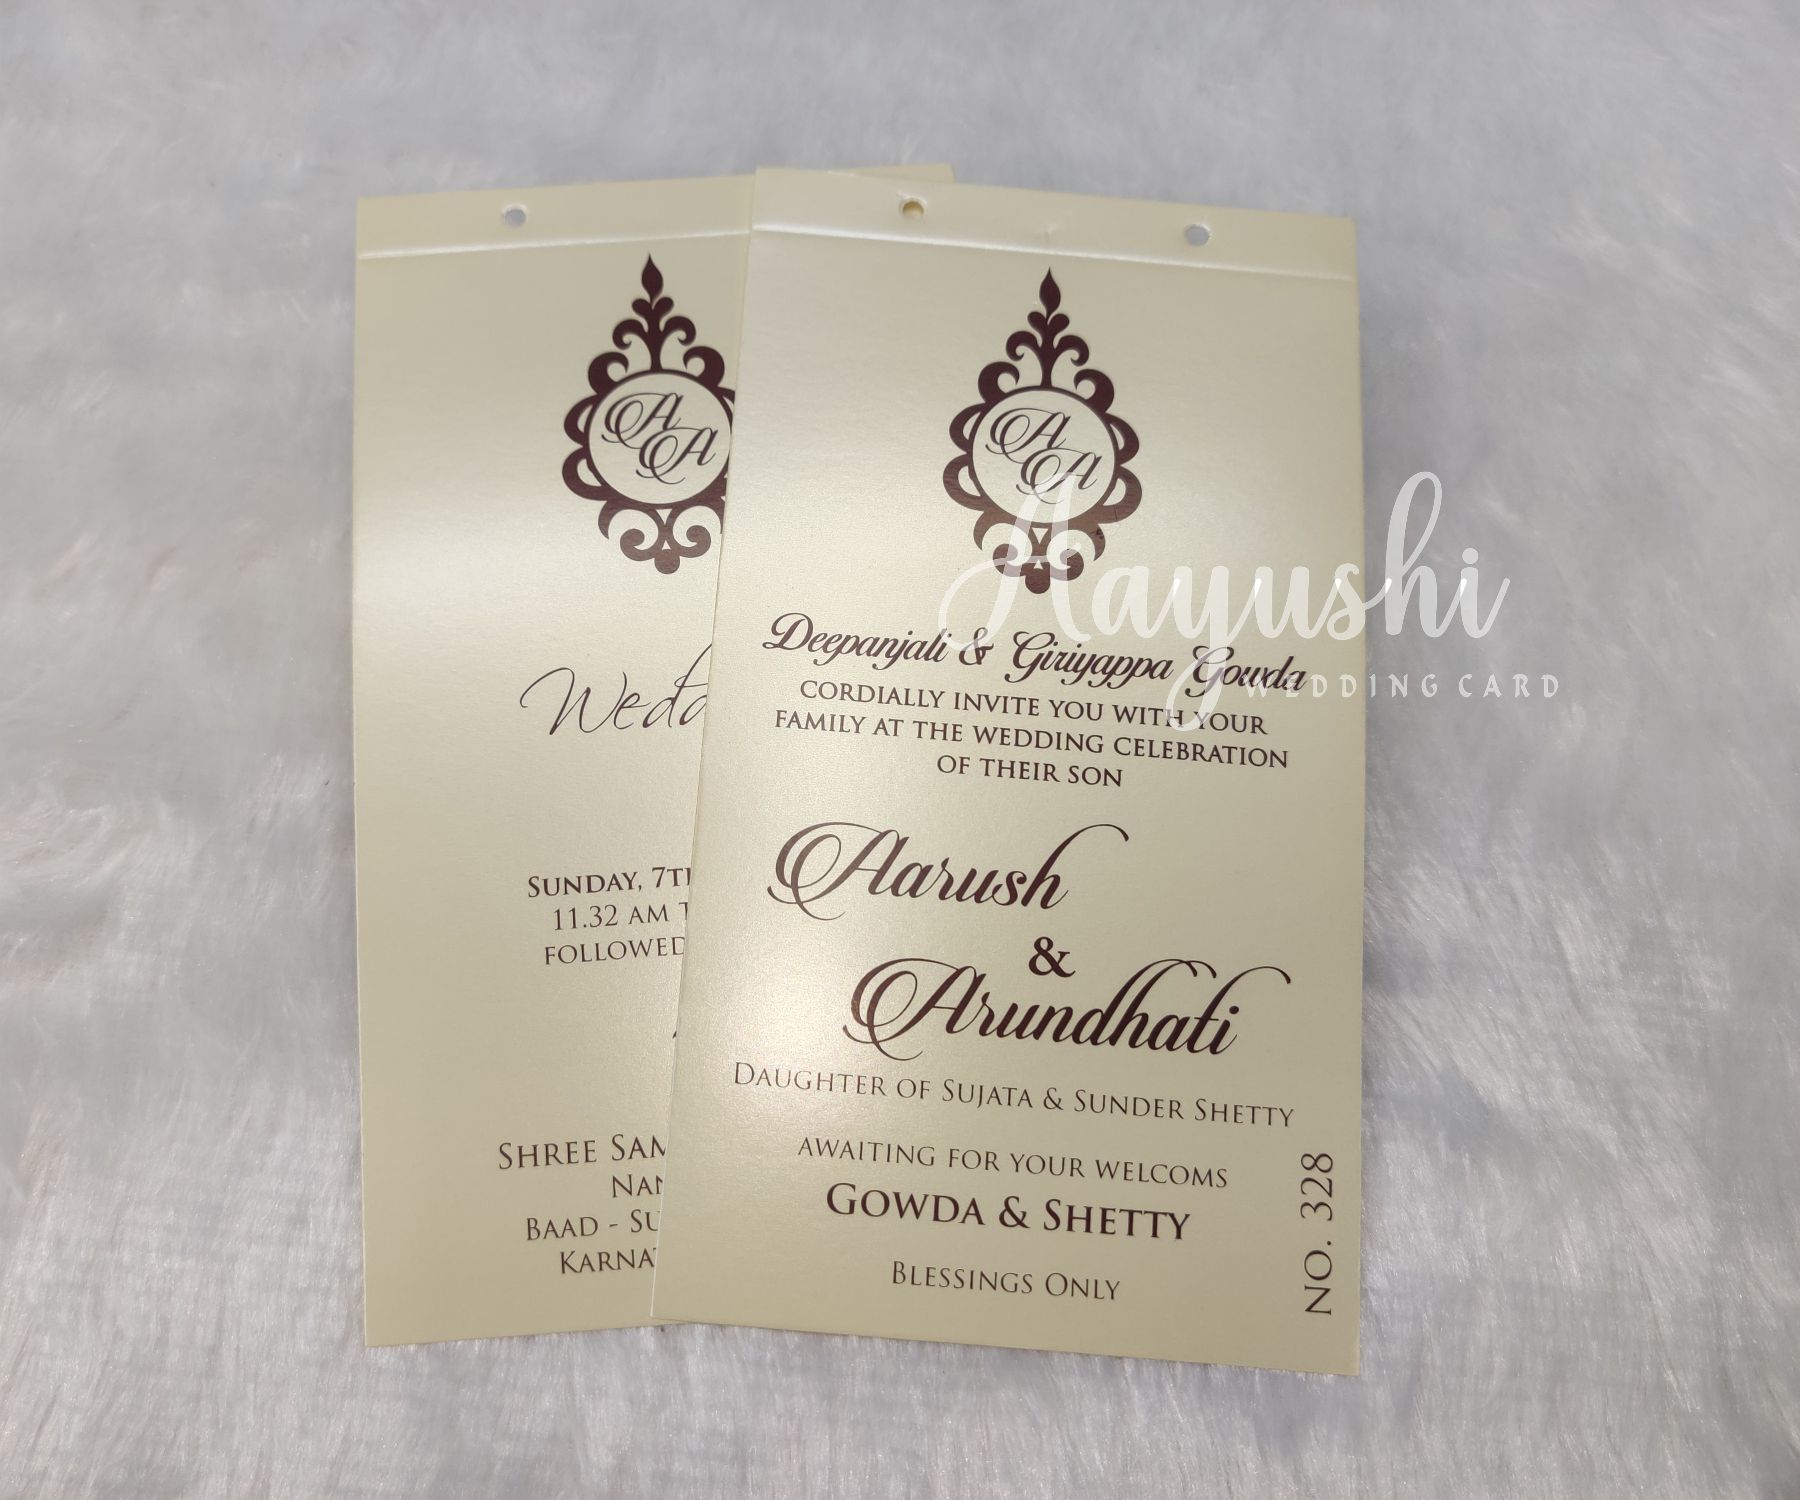 A
A
Wedd
SUNDAY, 7TH
11.32 AM T
FOLLOWED
SHREE SAM
NAN
BAAD - SU
KARNAT
A
A
Deepanjali & Giriyappa Gowda
CORDIALLY INVITE YOU WITH YOUR
FAMILY AT THE WEDDING CELEBRATION
OF THEIR SON
Aarush
&
Arundhati
DAUGHTER OF SUJATA & SUNDER SHETTY
AWAITING FOR YOUR WELCOMS
GOWDA & SHETTY
BLESSINGS ONLY
NO. 328
Aayushi
WEDDING CARD